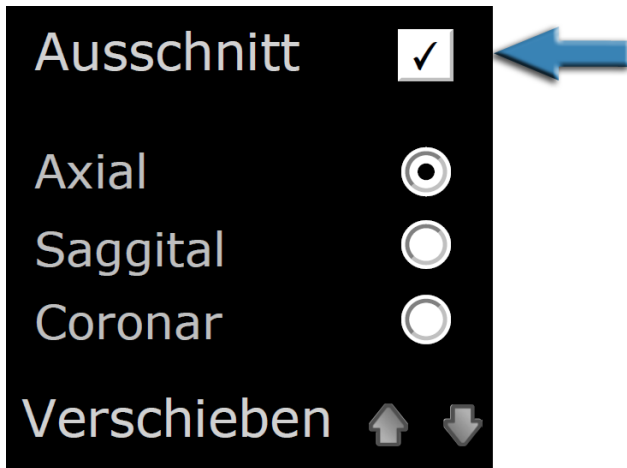 Ausschnitt
Axial
Saggital
Coronar
Verschieben